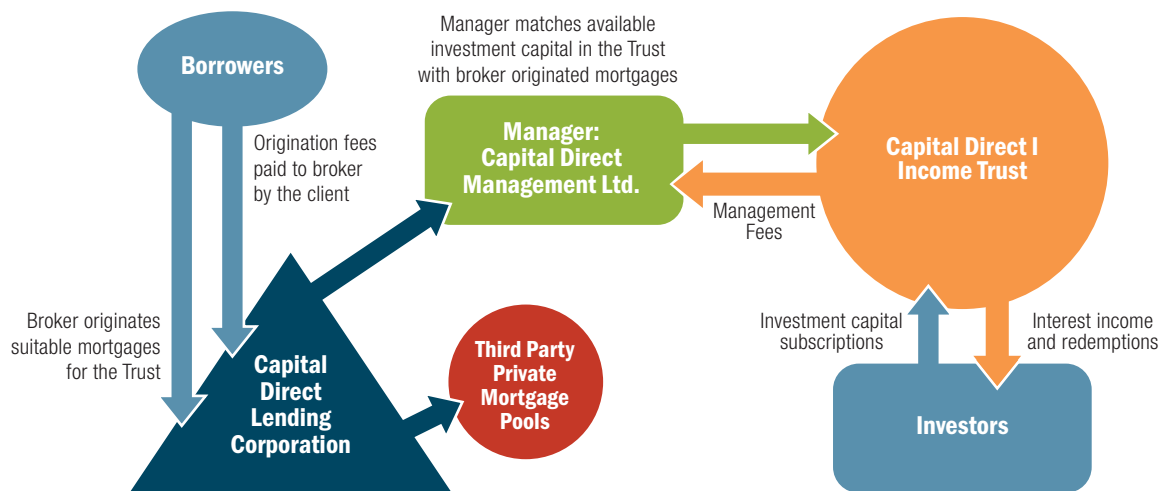 Borrowers
Manager matches available
investment capital in the Trust
with broker originated mortgages
Origination fees
paid to broker
by the client
Manager:
Capital Direct
Management Ltd.
Capital Direct I
Income Trust
Management
Fees
Broker originates
suitable mortgages
for the Trust
Capital
Direct
Lending
Corporation
Third Party
Private
Mortgage
Pools
Investment capital
subscriptions
Interest income
and redemptions
Investors